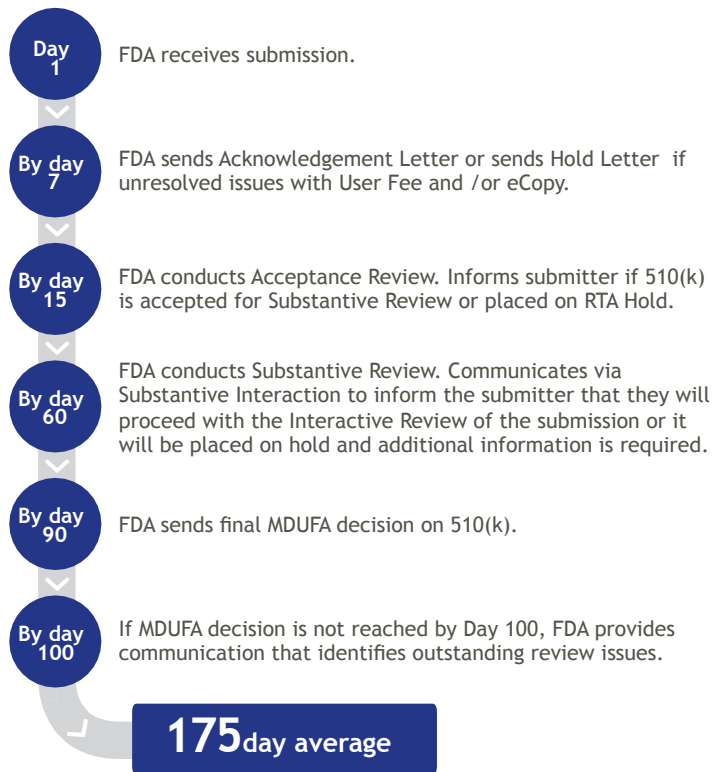 Day
1
FDA receives submission.
By day
7
FDA sends Acknowledgement Letter or sends Hold Letter if
unresolved issues with User Fee and /or eCopy.
By day
15
FDA conducts Acceptance Review. Informs submitter if 510(k)
is accepted for Substantive Review or placed on RTA Hold.
By day
60
FDA conducts Substantive Review. Communicates via
Substantive Interaction to inform the submitter that they will
proceed with the Interactive Review of the submission or it
will be placed on hold and additional information is required.
By day
90
FDA sends final MDUFA decision on 510(k).
By day
100
If MDUFA decision is not reached by Day 100, FDA provides
communication that identifies outstanding review issues.
175 day average